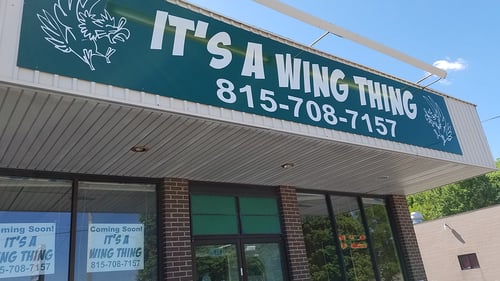 IT'S A WING THING
815-708-7157
Coming Soon!
IT'S A
WING THING
815-708-7157
Coming Soon!
IT'S A
WING THING
815-708-7157